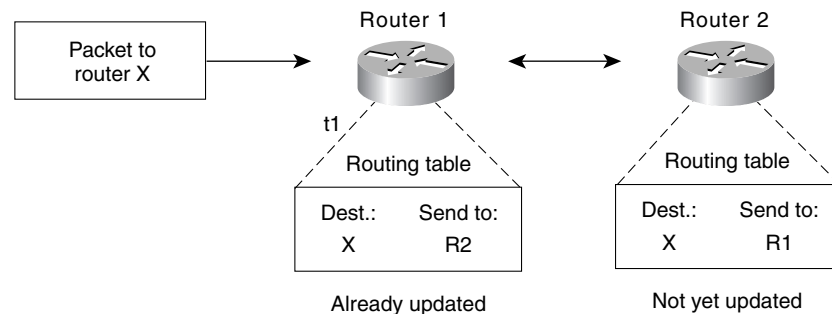 Router 1
Router 2
Packet to
router X
t1
Routing table
Dest.: Send to:
X R2
Already updated
Routing table
Dest.: Send to:
X R1
Not yet updated